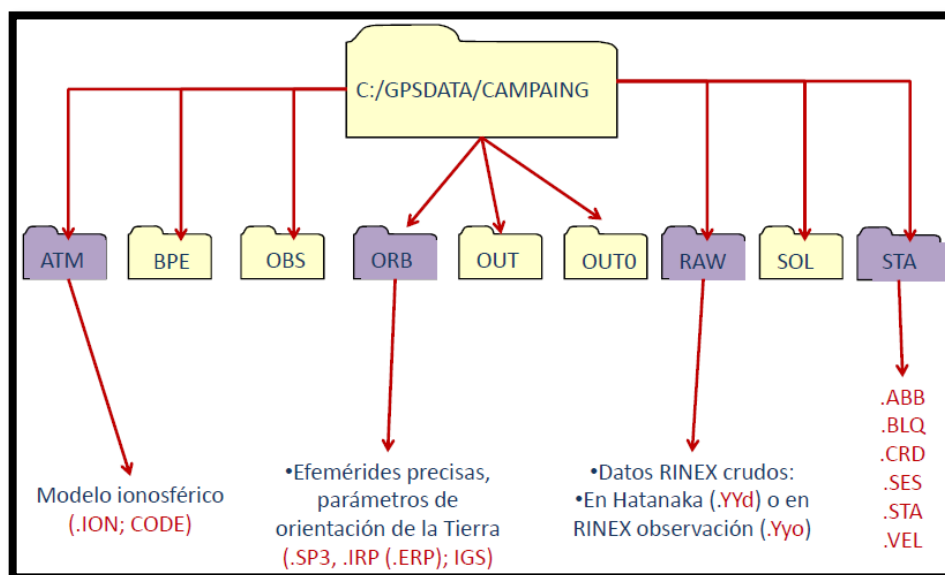 C:/GPSDATA/CAMPAING
ATM
BPE
OBS
ORB
OUT
OUT0
RAW
SOL
STA
Modelo ionosférico
(.ION; CODE)
•Efemérides precisas,
parámetros de
orientación de la Tierra
(.SP3, .IRP (.ERP); IGS)
•Datos RINEX crudos:
•En Hatanaka (.YYd) o en
RINEX observación (.Yyo)
.ABB
.BLQ
.CRD
.SES
.STA
.VEL